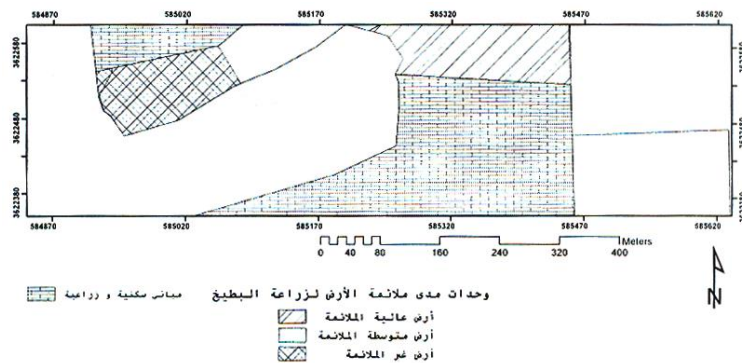 584870 585020 585170 585320 585470 585620
3622580
3622480 3622480
3622380
584870 585020 585170 585320 585470 585620
0 40 80 160 240 320 400 Meters
N
وحدات مدى ملائمة الأرض لزراعة البطيخ
مباني سكنية و زراعية
أرض عالية الملائمة
أرض متوسطة الملائمة
أرض غر الملائمة